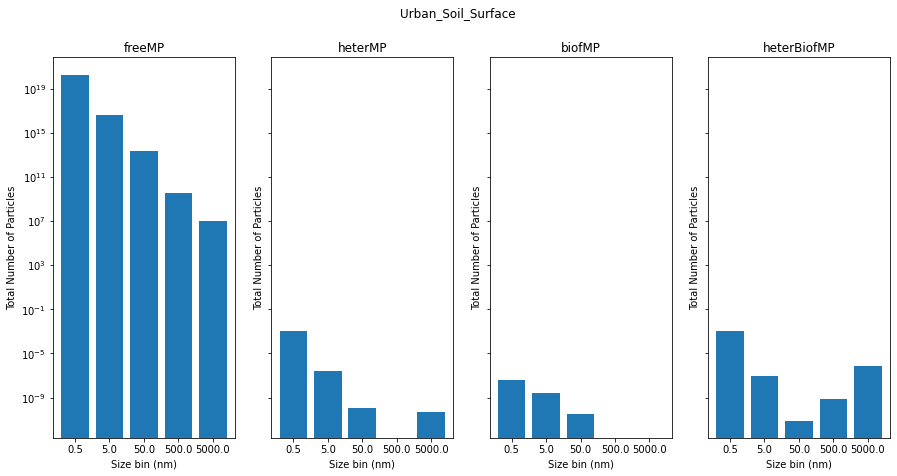 Urban_Soil_Surface
freeMP
heterMP
biofMP
heterBiofMP
Total Number of Particles
10^19
10^15
10^11
10^7
10^3
10^-1
10^-5
10^-9
0.5 5.0 50.0 500.0 5000.0
Size bin (nm)
Total Number of Particles
0.5 5.0 50.0 500.0 5000.0
Size bin (nm)
Total Number of Particles
0.5 5.0 50.0 500.0 5000.0
Size bin (nm)
Total Number of Particles
0.5 5.0 50.0 500.0 5000.0
Size bin (nm)